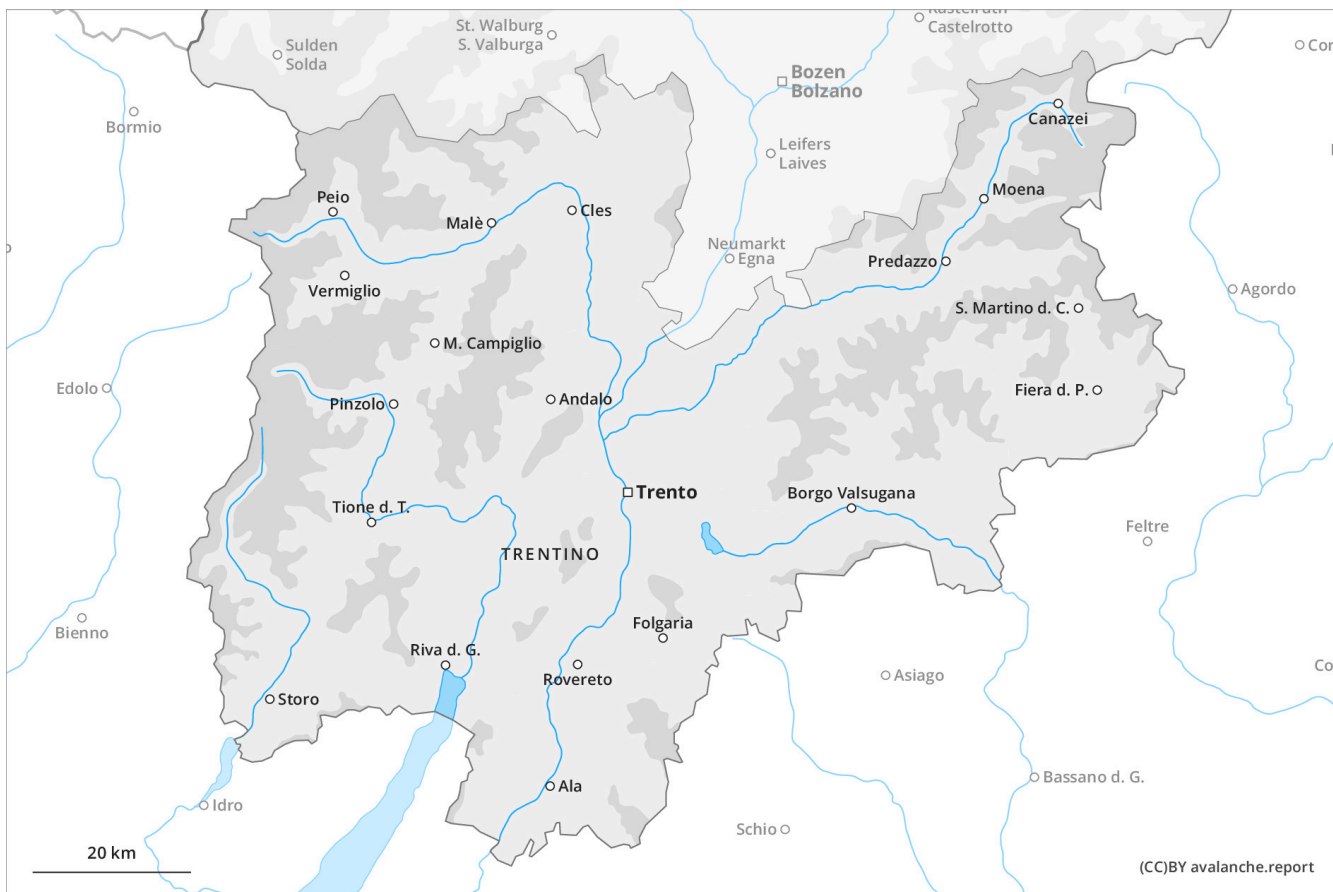 Kastelruth
Castelrotto
St. Walburg
S. Valburga
Sulden
Solda
Bozen
Bolzano
Bormio
Canazei
Leifers
Laives
Moena
Peio
Malè
Cles
Neumarkt
Egna
Predazzo
Vermiglio
Agordo
S. Martino d. C.
M. Campiglio
Edolo
Andalo
Fiera d. P.
Pinzolo
Trento
Borgo Valsugana
Tione d. T.
Feltre
TRENTINO
Bienno
Folgaria
Riva d. G.
Rovereto
Asiago
Storo
Bassano d. G.
Ala
Idro
Schio
20 km
(CC)BY avalanche.report